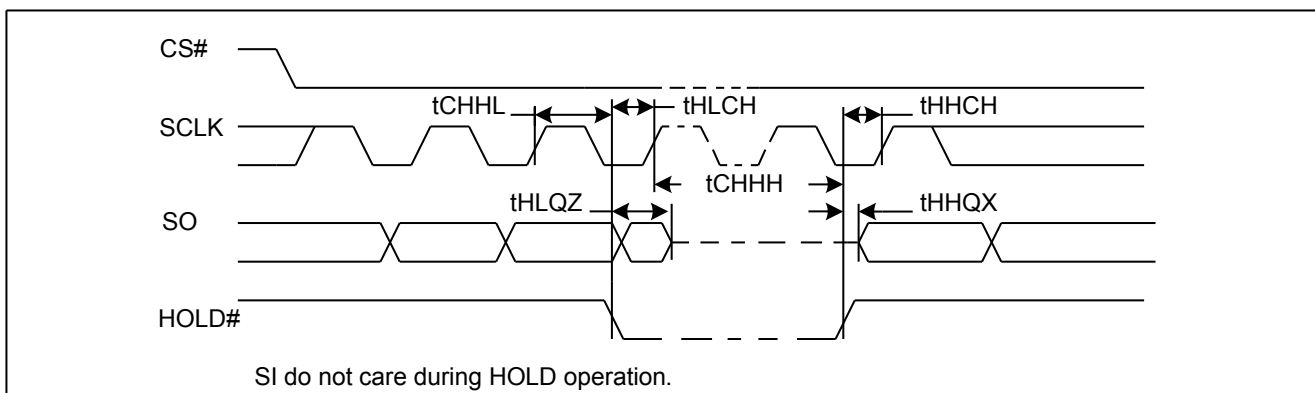 CS#
tCHHL
tHLCH
tHHCH
SCLK
tCHHH
tHLQZ
tHHQX
SO
HOLD#
SI do not care during HOLD operation.